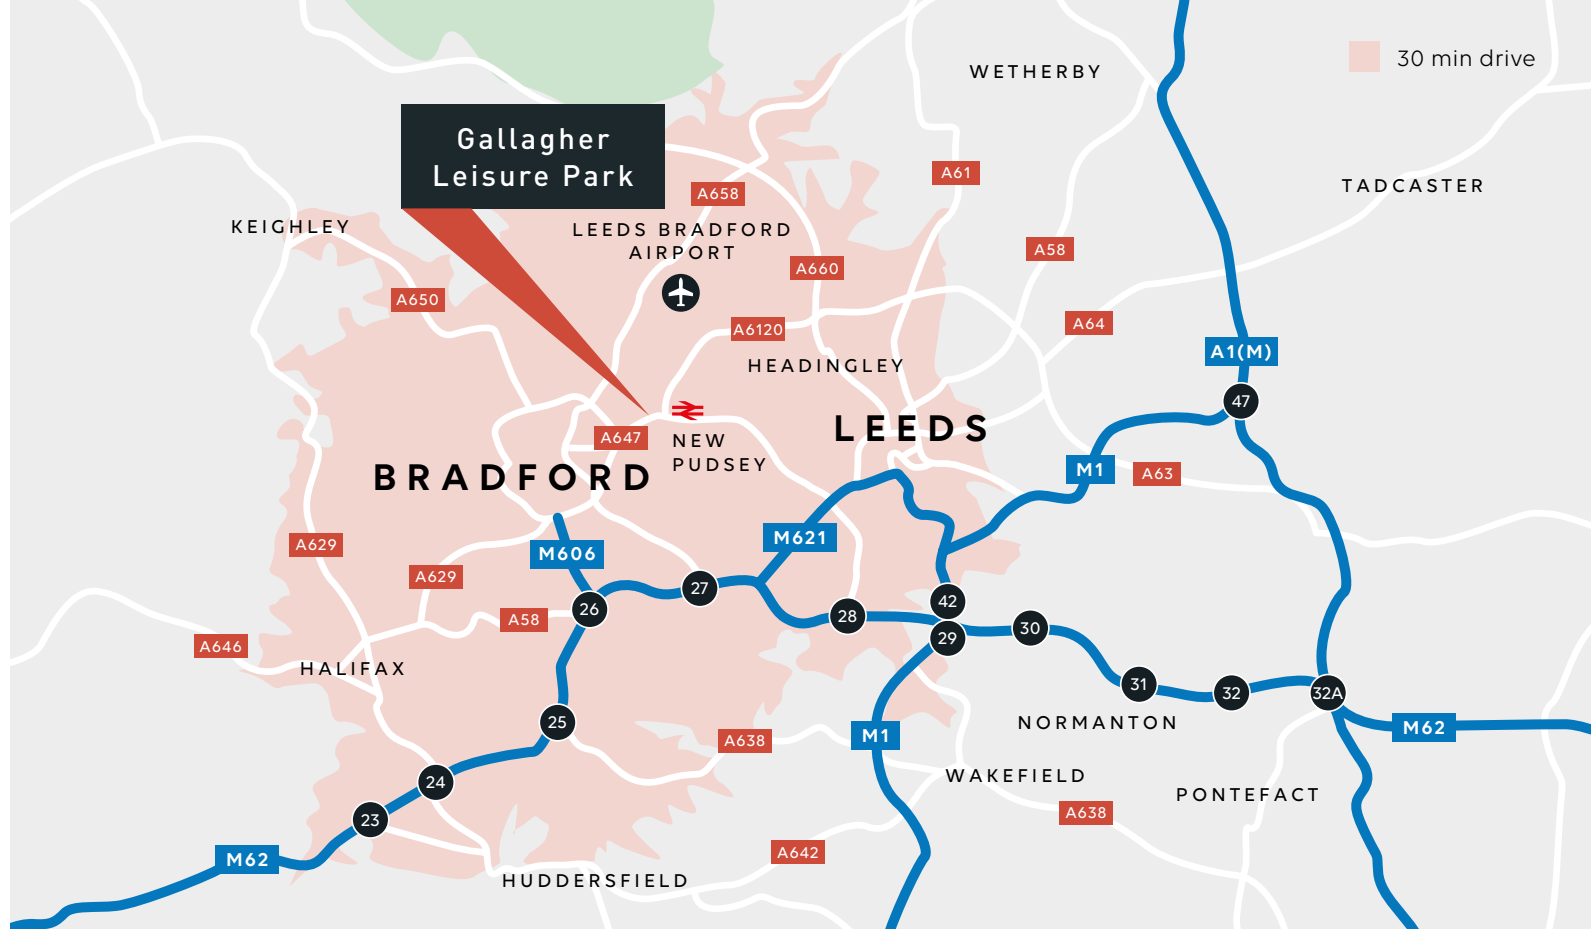 WETHERBY
30 min drive
Gallagher
Leisure Park
A61
TADCASTER
A658
KEIGHLEY
LEEDS BRADFORD
AIRPORT
A58
A660
A650
A6120
A64
A1(M)
HEADINGLEY
47
LEEDS
A647
NEW
PUDSEY
BRADFORD
M1
A63
A629
M621
M606
A629
27
42
26
A58
28
30
29
A646
HALIFAX
31
32
32A
25
NORMANTON
M62
A638
M1
WAKEFIELD
24
PONTEFACT
A638
23
A642
M62
HUDDERSFIELD